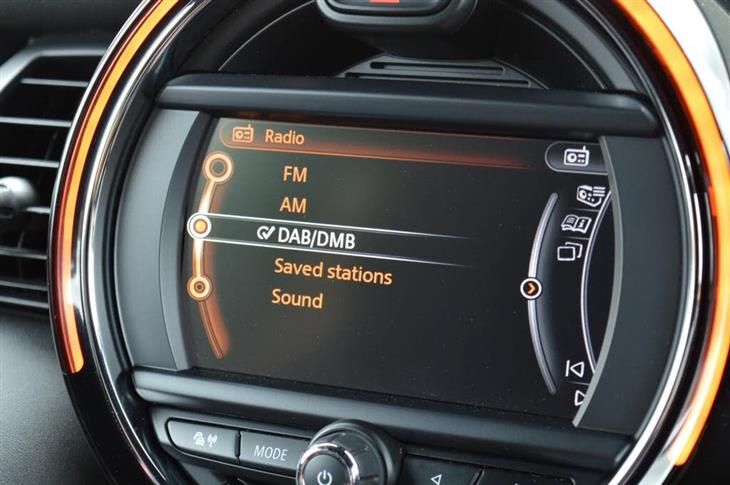 Radio
FM
AM
DAB/DMB
Saved stations
Sound
MODE